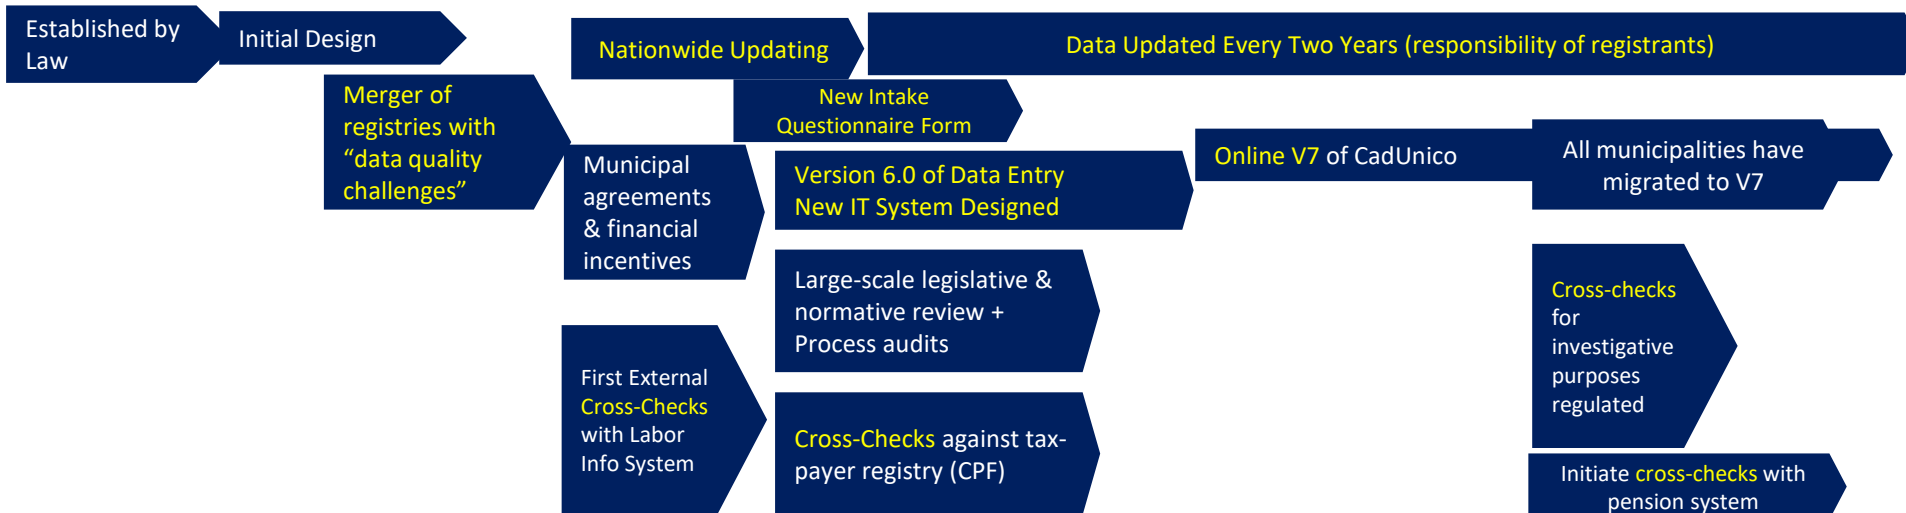 Established by
Law
Initial Design
Merger of
registries with
“data quality
challenges”
Nationwide Updating
Data Updated Every Two Years (responsibility of registrants)
New Intake
Questionnaire Form
Municipal
agreements
& financial
incentives
Version 6.0 of Data Entry
New IT System Designed
Online V7 of CadUnico
All municipalities have
migrated to V7
Large-scale legislative &
normative review +
Process audits
First External
Cross-Checks
with Labor
Info System
Cross-Checks against tax-
payer registry (CPF)
Cross-checks
for
investigative
purposes
regulated
Initiate cross-checks with
pension system